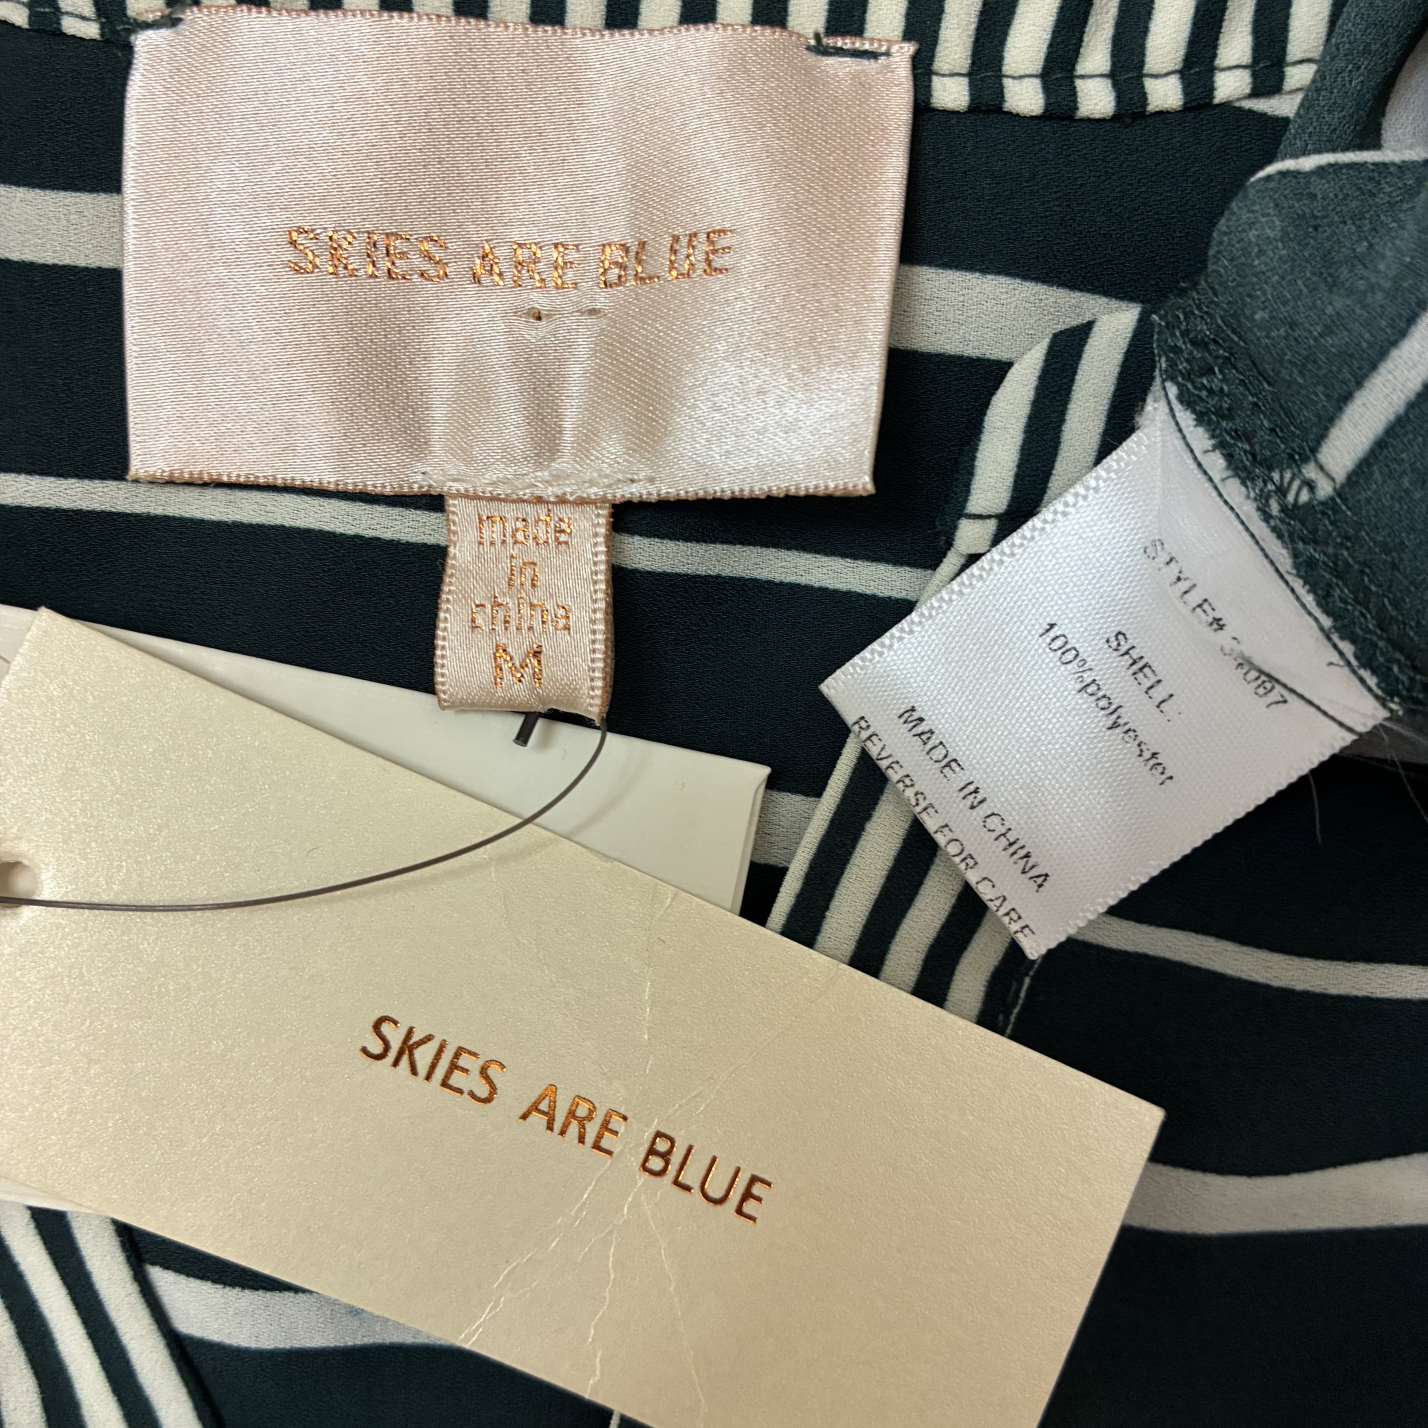 SKIES ARE BLUE
made
in
china
M
STYLE#
SHELL:
100%polyester
MADE IN CHINA
REVERSE FOR CARE
SKIES ARE BLUE